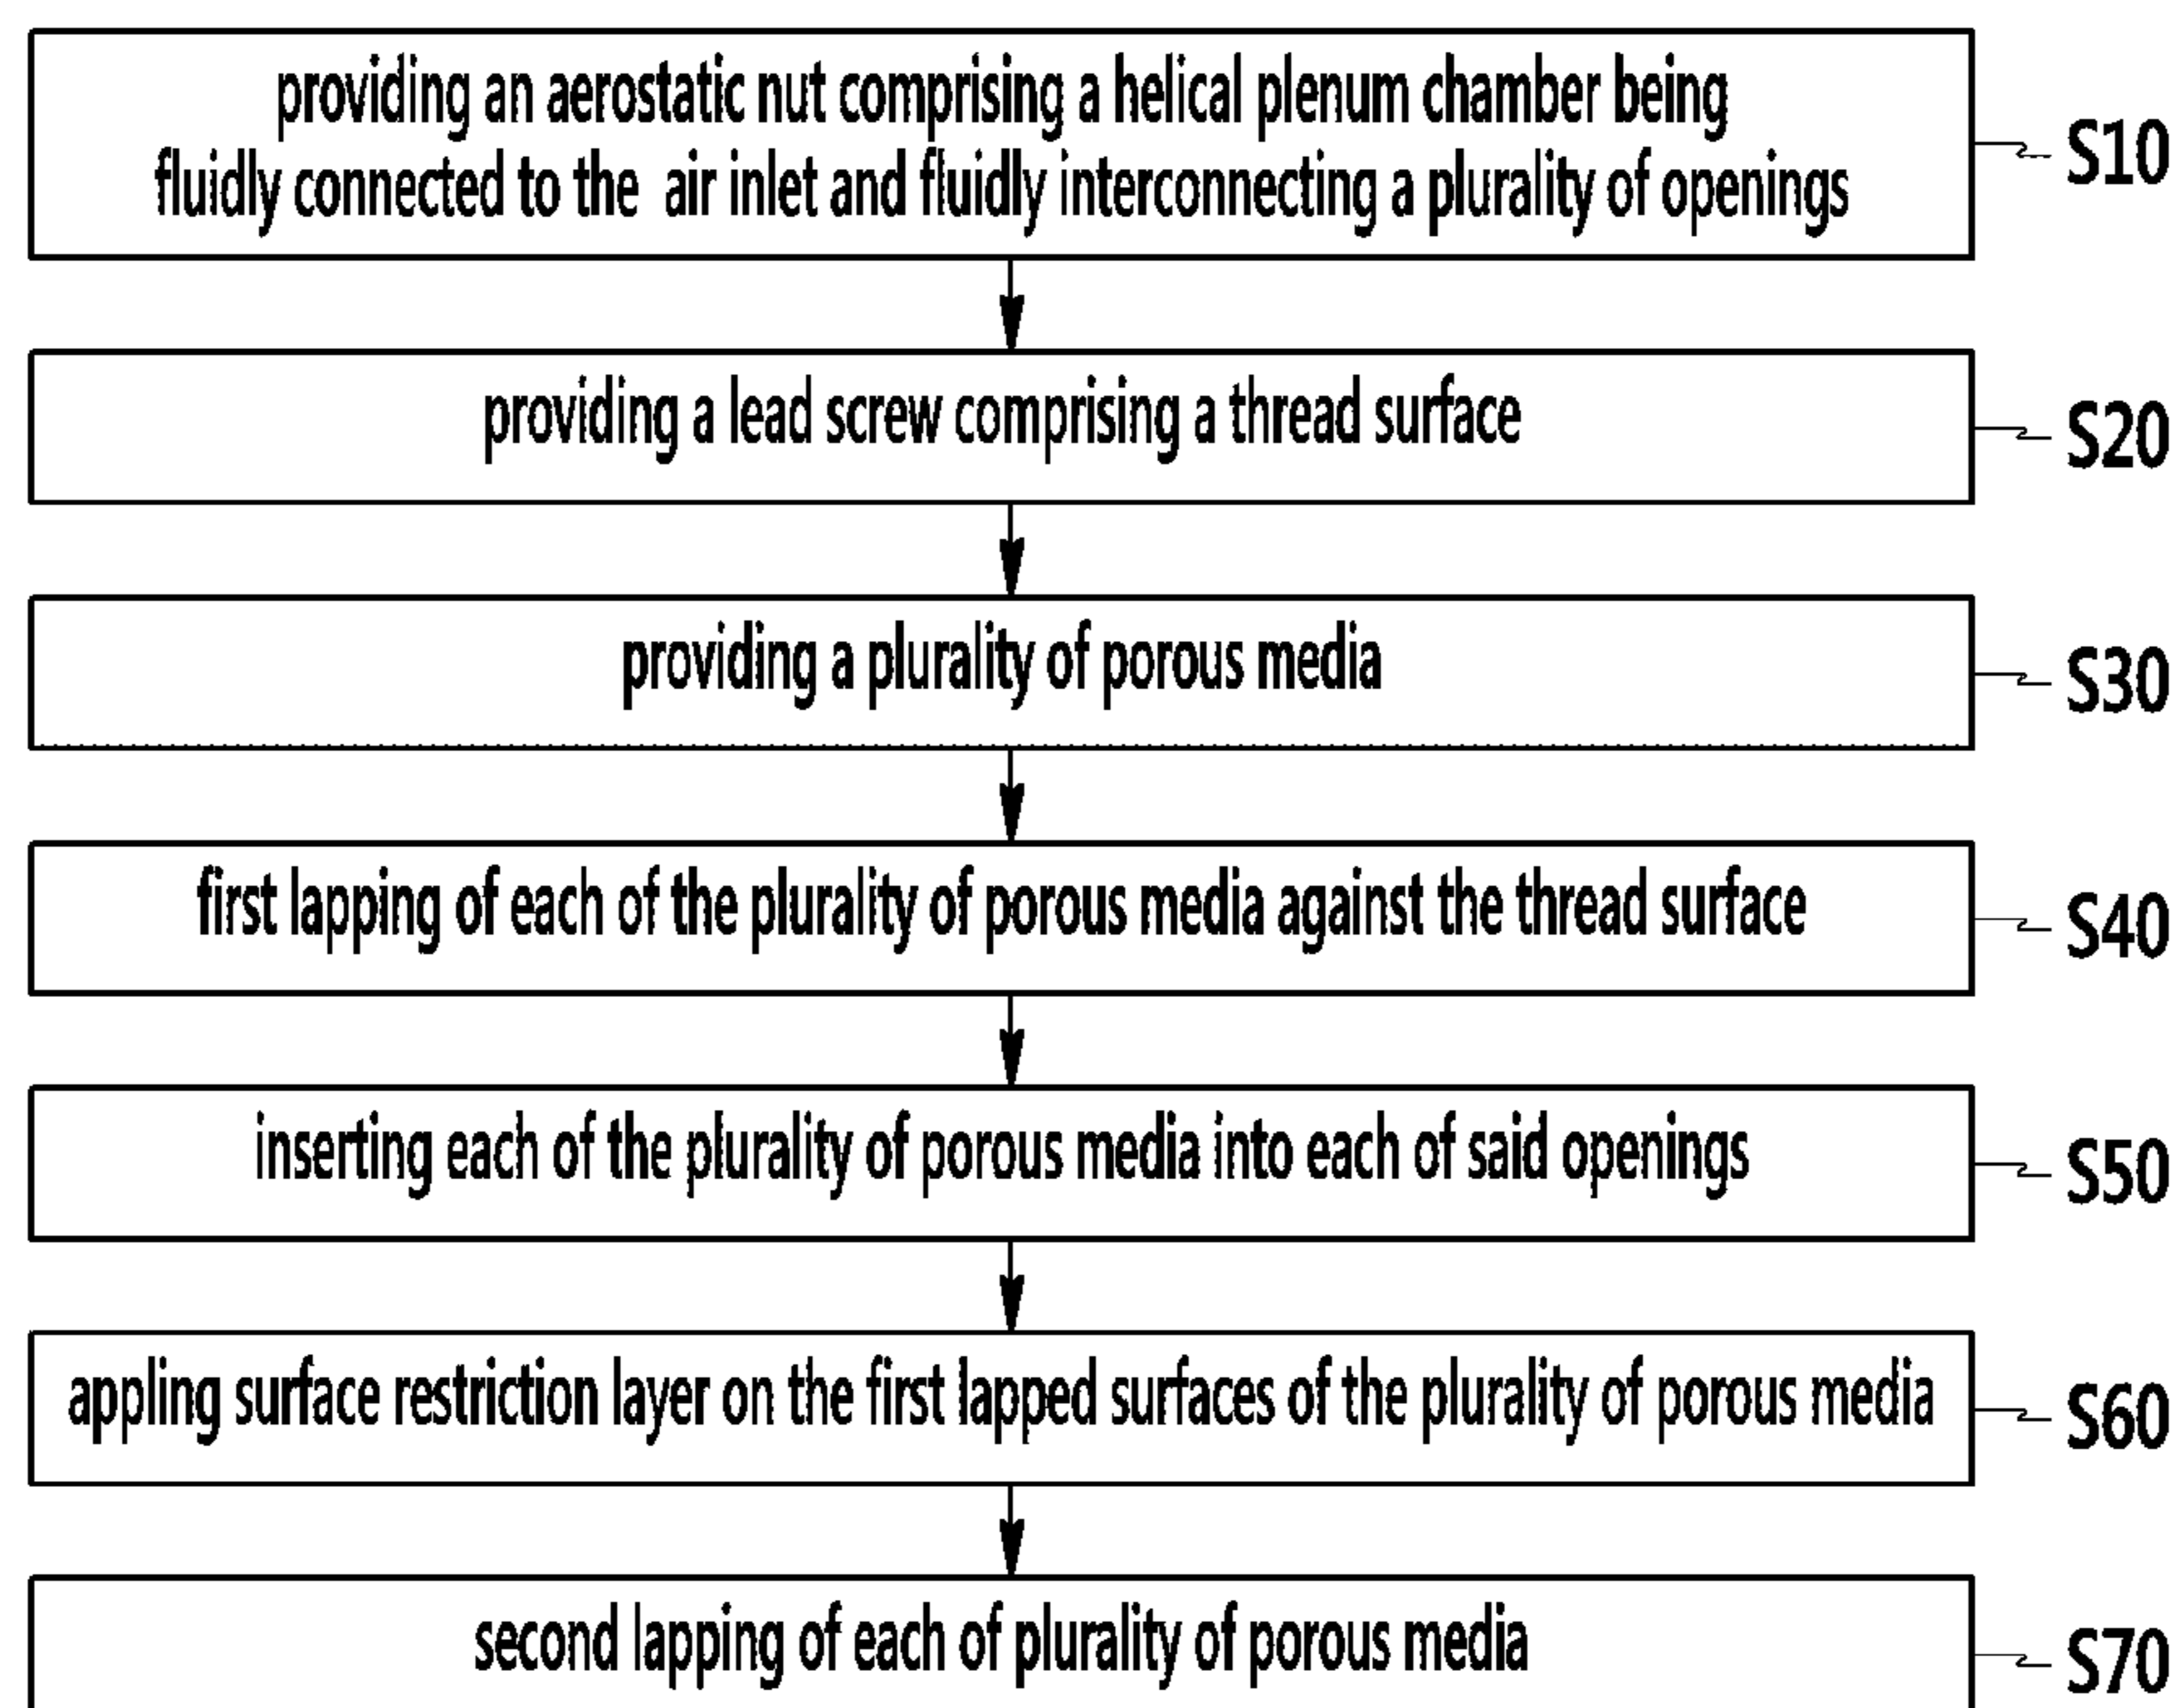 providing an aerostatic nut comprising a helical plenum chamber being
fluidly connected to the air inlet and fluidly interconnecting a plurality of openings
S10
providing a lead screw comprising a thread surface
S20
providing a plurality of porous media
S30
first lapping of each of the plurality of porous media against the thread surface
S40
inserting each of the plurality of porous media into each of said openings
S50
appling surface restriction layer on the first lapped surfaces of the plurality of porous media
S60
second lapping of each of plurality of porous media
S70